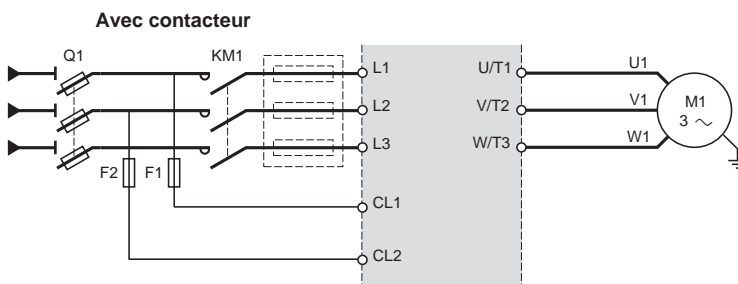 Avec contacteur
Q1
KM1
L1
U/T1
U1
L2
V/T2
V1
M1
3 ~
L3
W/T3
W1
F2
F1
CL1
CL2